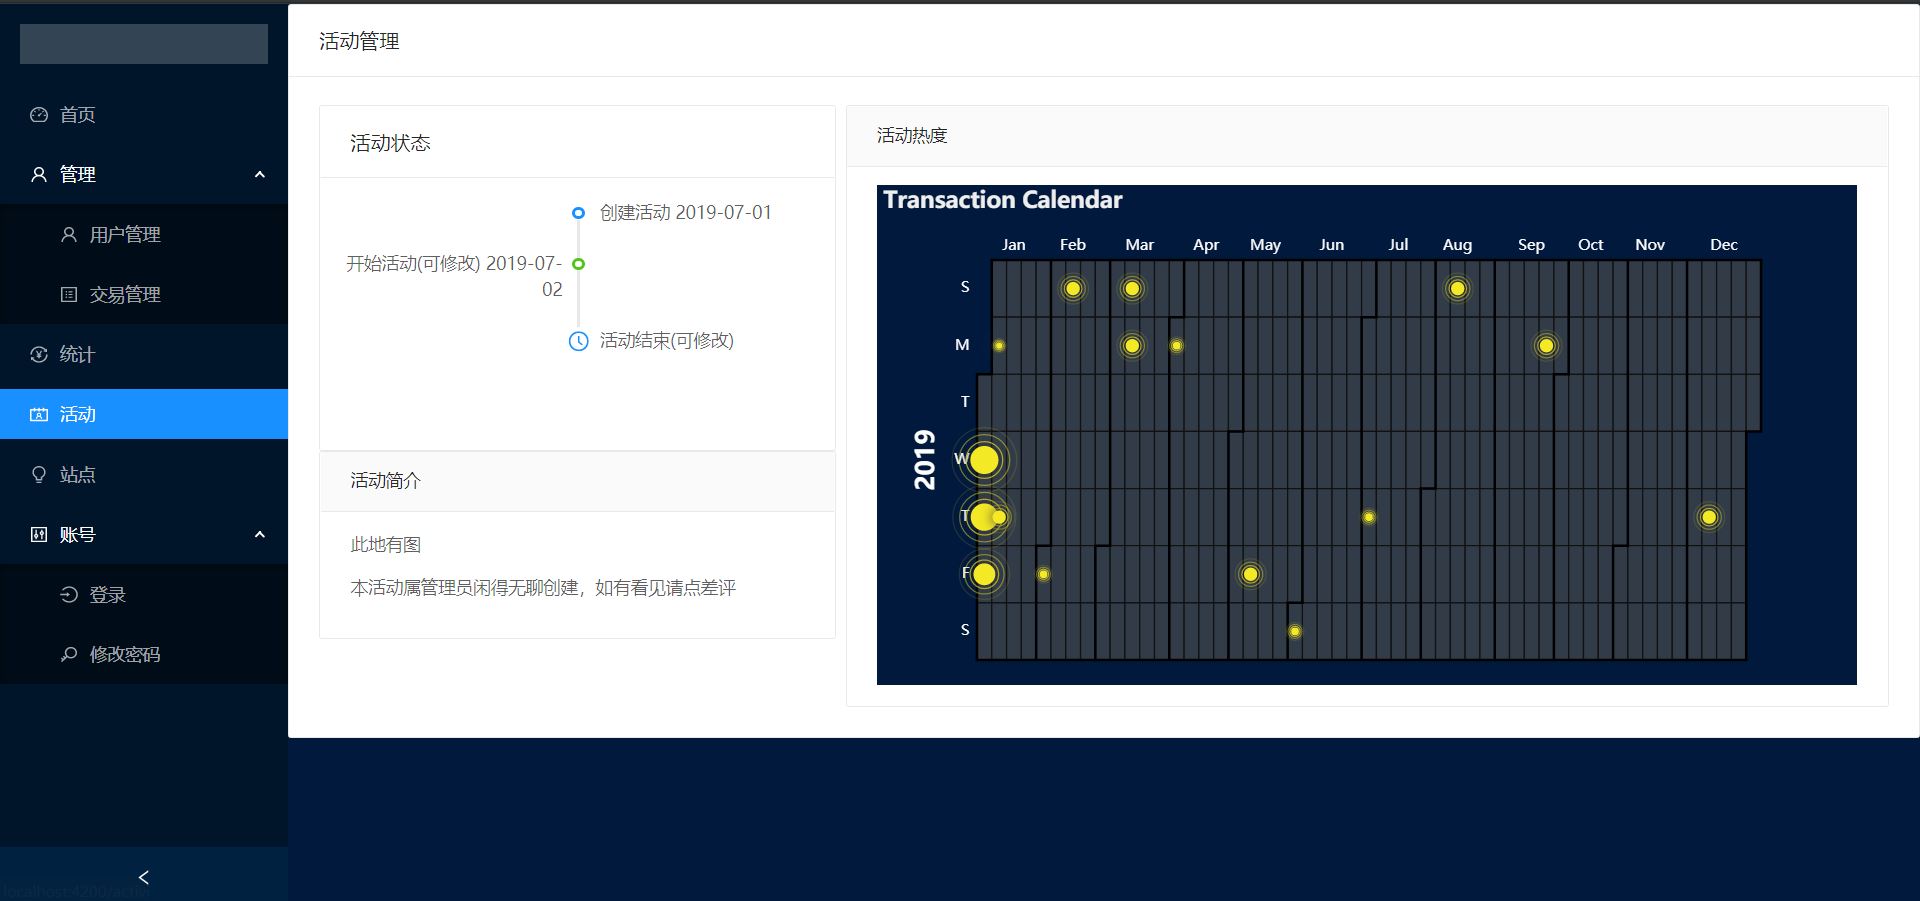 首页
管理
用户管理
交易管理
统计
活动
站点
账号
登录
修改密码
活动管理
活动状态
创建活动 2019-07-01
开始活动(可修改) 2019-07-
02
活动结束(可修改)
活动简介
此地有图
本活动属管理员闲得无聊创建，如有看见请点差评
活动热度
Transaction Calendar
Jan Feb Mar Apr May Jun Jul Aug Sep Oct Nov Dec
2019
S
M
T
W
T
F
S